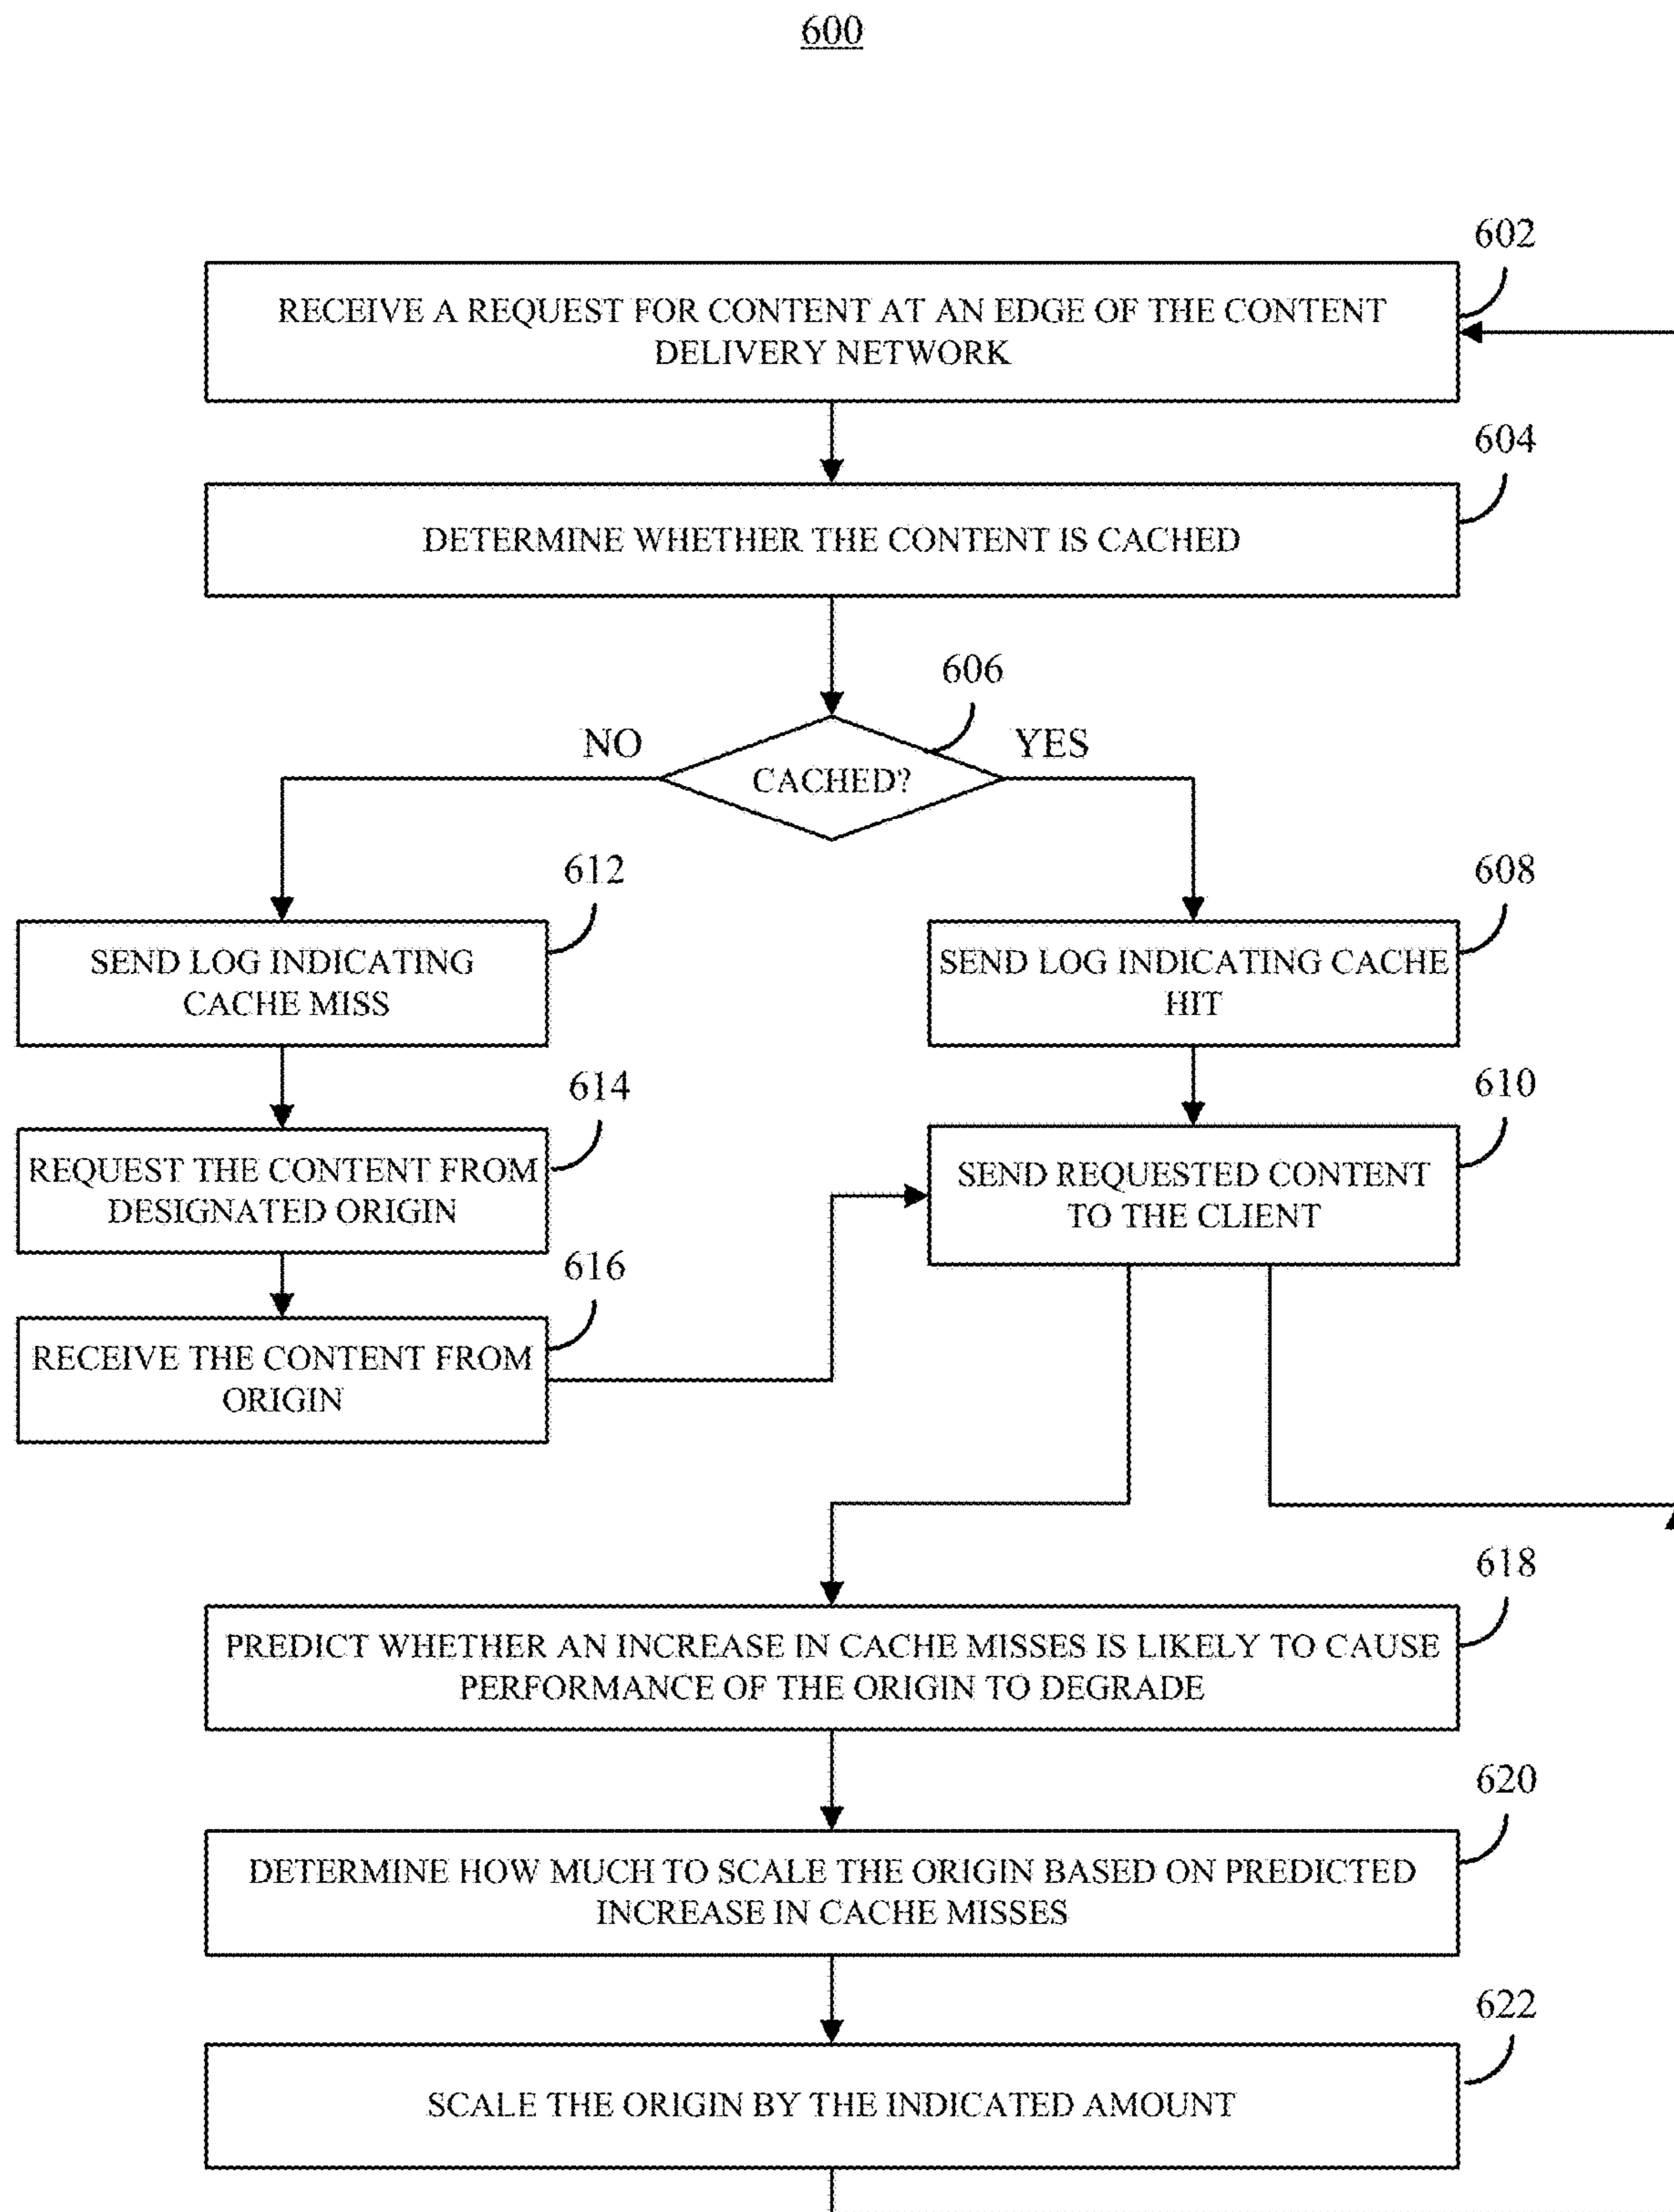 600
602
RECEIVE A REQUEST FOR CONTENT AT AN EDGE OF THE CONTENT
DELIVERY NETWORK
604
DETERMINE WHETHER THE CONTENT IS CACHED
606
NO
YES
CACHED?
612
SEND LOG INDICATING
CACHE MISS
608
SEND LOG INDICATING CACHE
HIT
614
REQUEST THE CONTENT FROM
DESIGNATED ORIGIN
610
SEND REQUESTED CONTENT
TO THE CLIENT
616
RECEIVE THE CONTENT FROM
ORIGIN
618
PREDICT WHETHER AN INCREASE IN CACHE MISSES IS LIKELY TO CAUSE
PERFORMANCE OF THE ORIGIN TO DEGRADE
620
DETERMINE HOW MUCH TO SCALE THE ORIGIN BASED ON PREDICTED
INCREASE IN CACHE MISSES
622
SCALE THE ORIGIN BY THE INDICATED AMOUNT